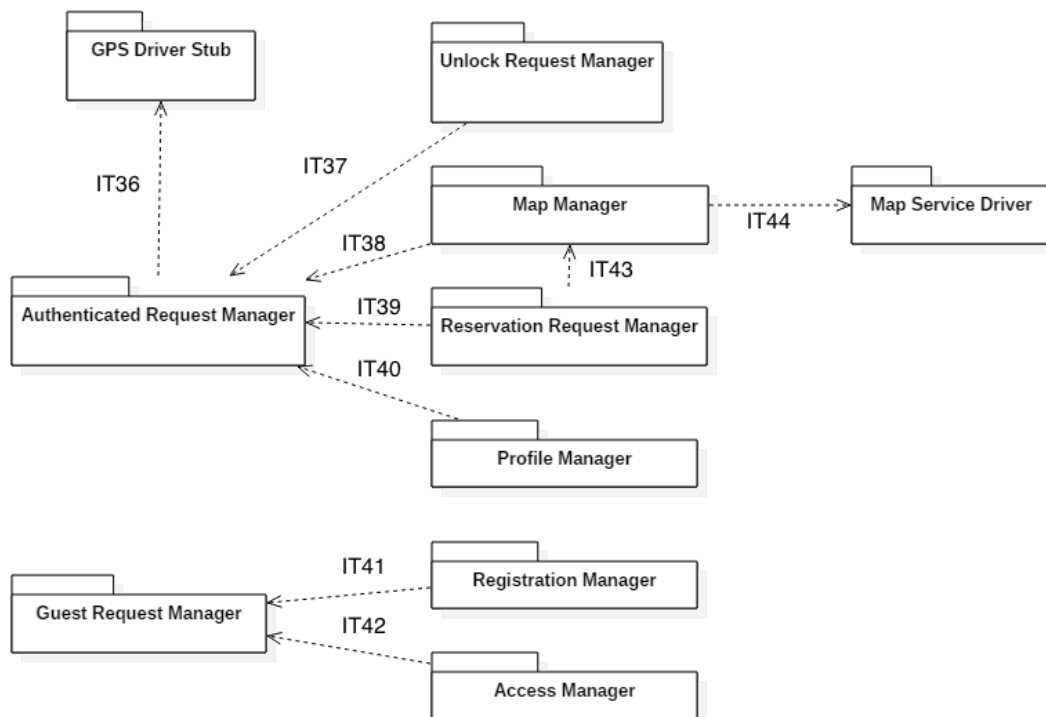 GPS Driver Stub
Unlock Request Manager
IT37
IT36
Map Manager
Map Service Driver
IT44
IT38
IT43
Authenticated Request Manager
IT39
Reservation Request Manager
IT40
Profile Manager
IT41
Registration Manager
Guest Request Manager
IT42
Access Manager